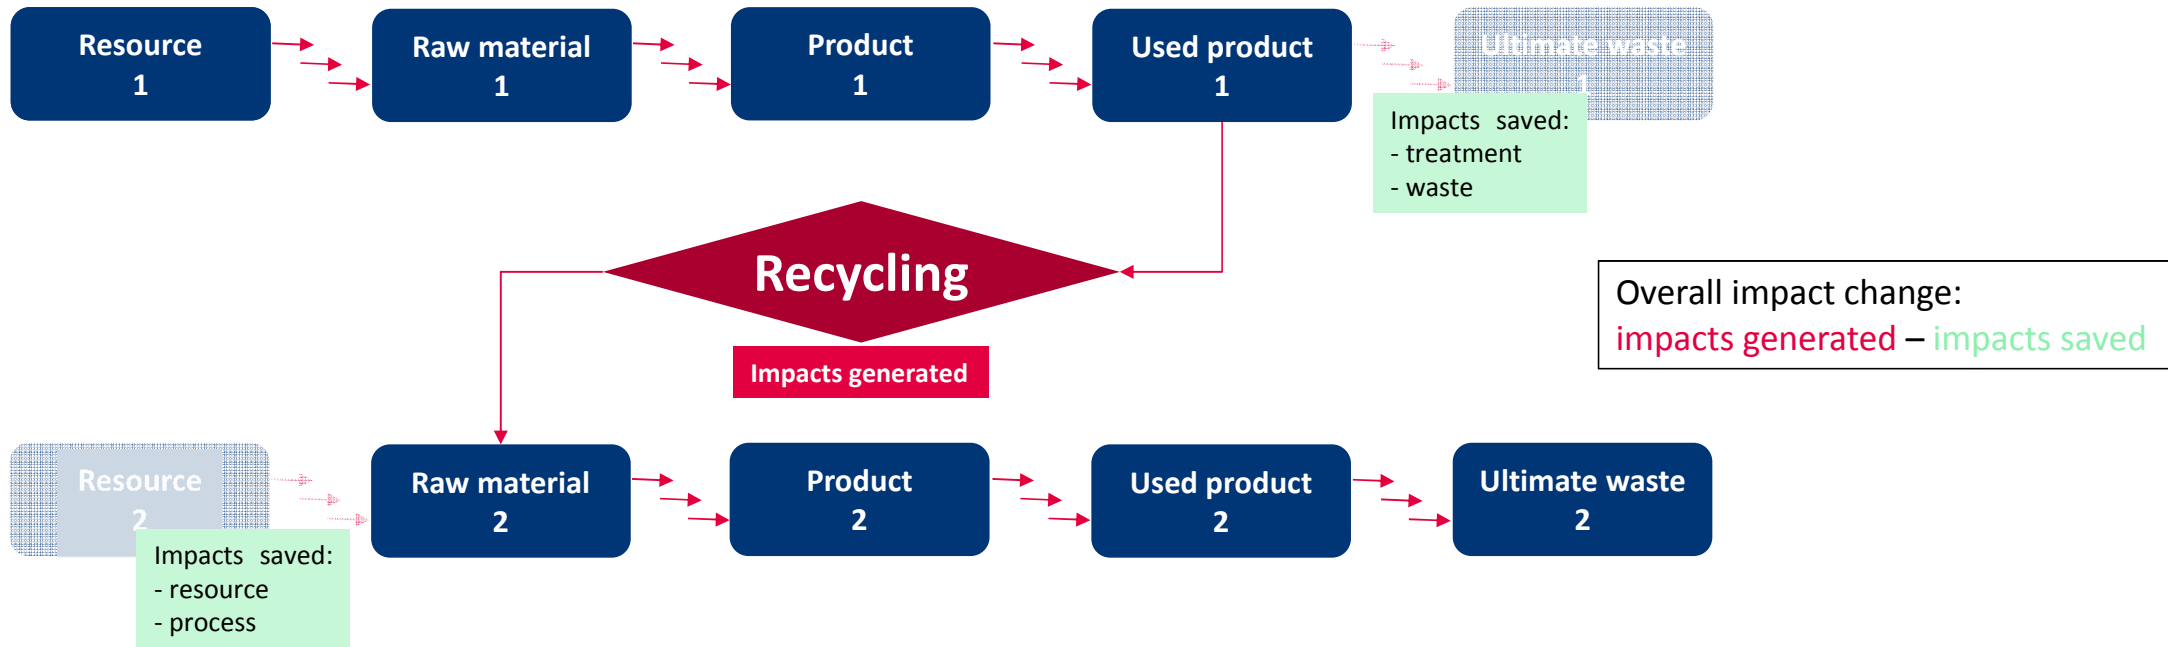 Resource
1
Raw material
1
Product
1
Used product
1
Ultimate waste
1
Impacts saved:
- treatment
- waste
Recycling
Impacts generated
Overall impact change:
impacts generated – impacts saved
Resource
2
Raw material
2
Product
2
Used product
2
Ultimate waste
2
Impacts saved:
- resource
- process